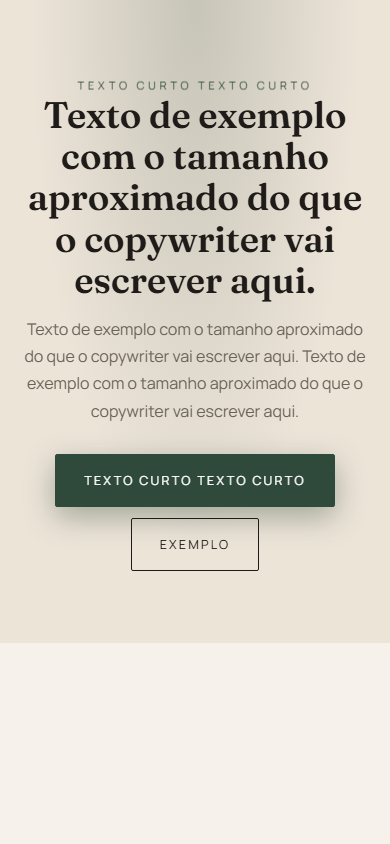 TEXTO CURTO TEXTO CURTO
Texto de exemplo
com o tamanho
aproximado do que
o copywriter vai
escrever aqui.
Texto de exemplo com o tamanho aproximado
do que o copywriter vai escrever aqui. Texto de
exemplo com o tamanho aproximado do que o
copywriter vai escrever aqui.
TEXTO CURTO TEXTO CURTO
EXEMPLO